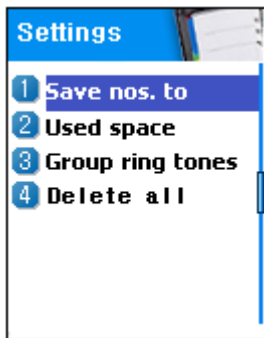 Settings
1 Save nos. to
2 Used space
3 Group ring tones
4 Delete all